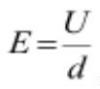 E = U/d